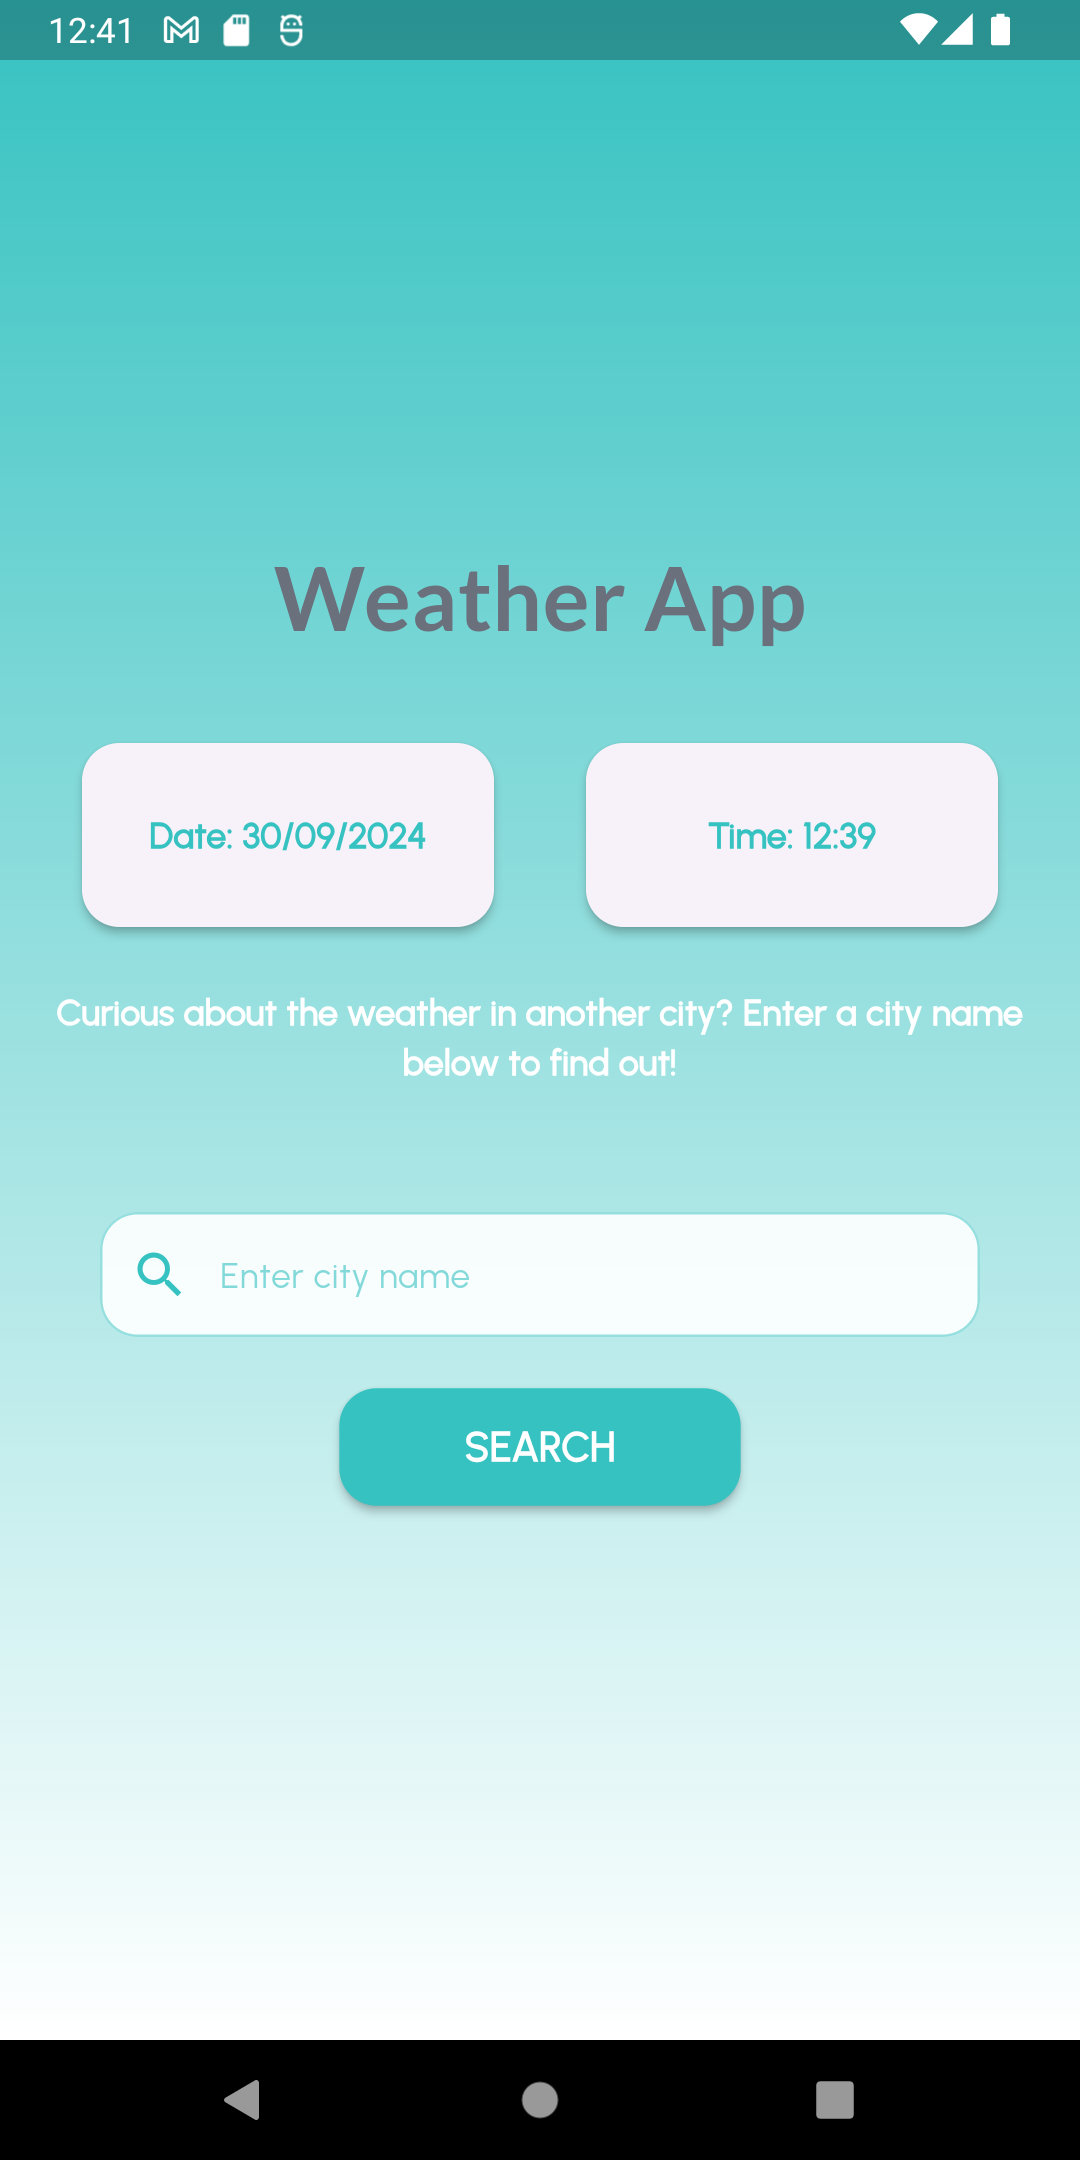 12:41
Weather App
Date: 30/09/2024
Time: 12:39
Curious about the weather in another city? Enter a city name
below to find out!
Enter city name
SEARCH